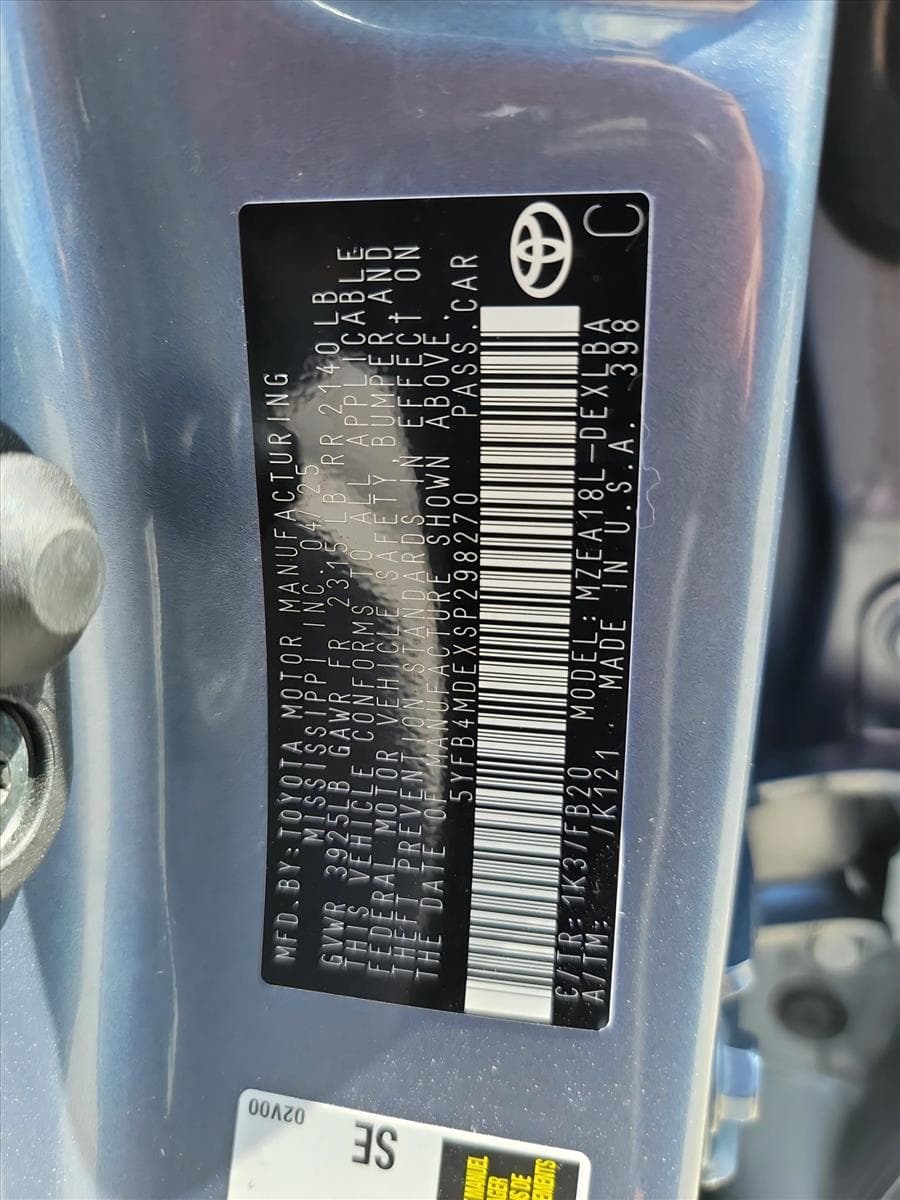 MFD.BY:TOYOTA MOTOR MANUFACTURING
MISSISSIPPI INC. 04/25
GVWR 3925LB GAWR FR 2315LB RR 2140LB
THIS VEHICLE CONFORMS TO ALL APPLICABLE
FEDERAL MOTOR VEHICLE SAFETY, BUMPER AND
THEFT PREVENTION STANDARDS IN EFFECT ON
THE DATE OF MANUFACTURE SHOWN ABOVE.
5YFB4MDEXSP298270 PASS.CAR
C/TR: 1K3/FB20 MODEL: MZEA18L-DEXLBA
A/TM: /K121 MADE IN U.S.A. 398
C
02V00
SE
MANUEL